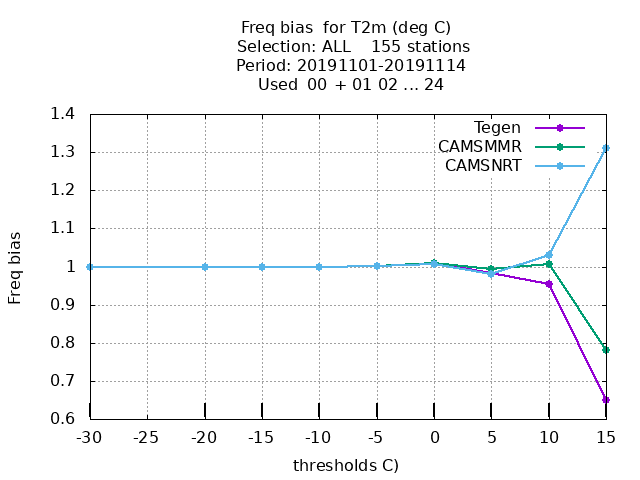 Freq bias  for T2m (deg C)
Selection: ALL    155 stations
Period: 20191101-20191114
Used  00 + 01 02 ... 24
1.4
1.3
1.2
1.1
1
0.9
0.8
0.7
0.6
Freq bias
Tegen
CAMSMMR
CAMSNRT
-30 -25 -20 -15 -10 -5 0 5 10 15
thresholds C)